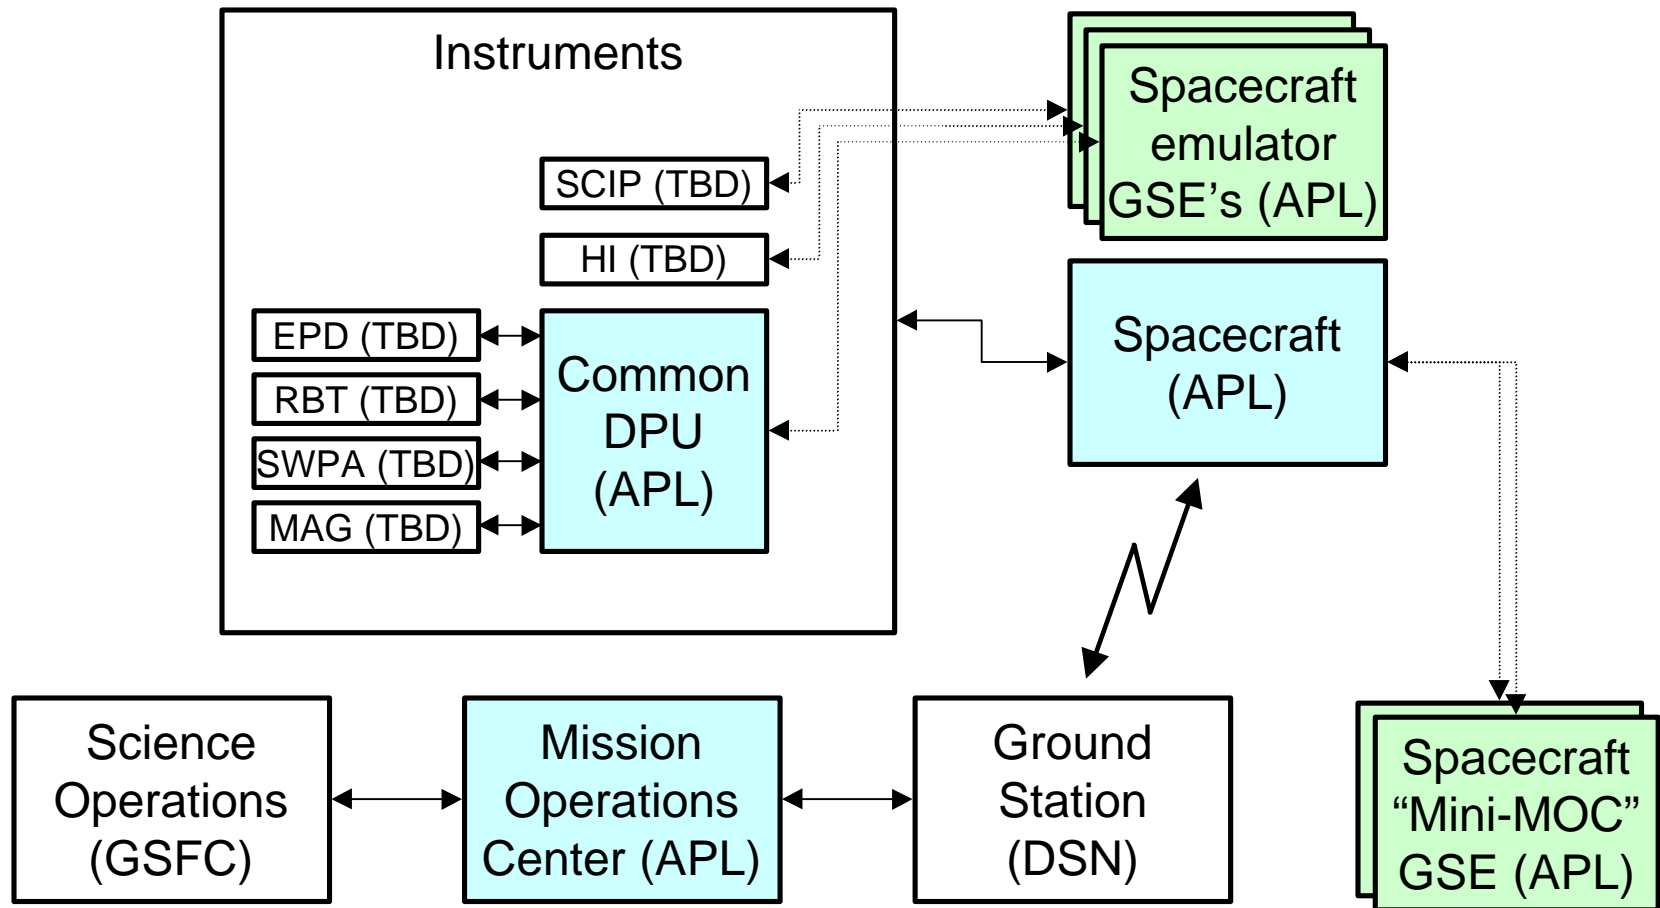 Instruments
SCIP (TBD)
HI (TBD)
EPD (TBD)
RBT (TBD)
SWPA (TBD)
MAG (TBD)
Common
DPU
(APL)
Spacecraft
emulator
GSE's (APL)
Spacecraft
(APL)
Science
Operations
(GSFC)
Mission
Operations
Center (APL)
Ground
Station
(DSN)
Spacecraft
“Mini-MOC”
GSE (APL)